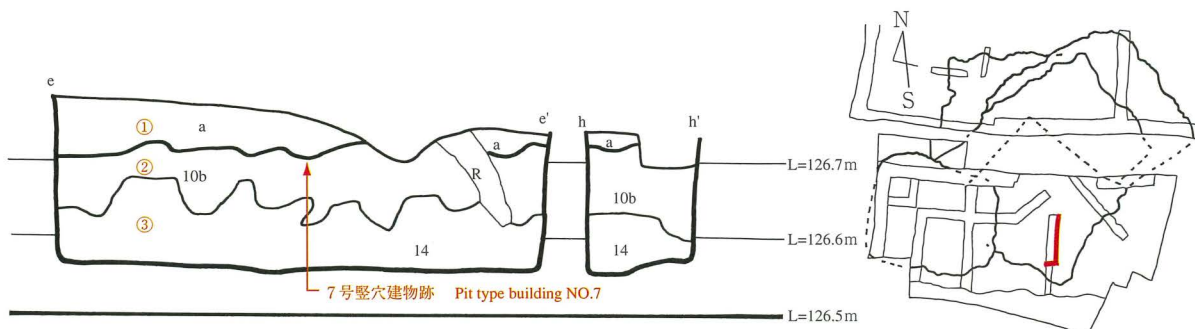 e
①
a
②
10b
③
14
R
a
e'
h
h'
a
10b
14
L=126.7m
L=126.6m
L=126.5m
7号竪穴建物跡 Pit type building NO.7
N
S